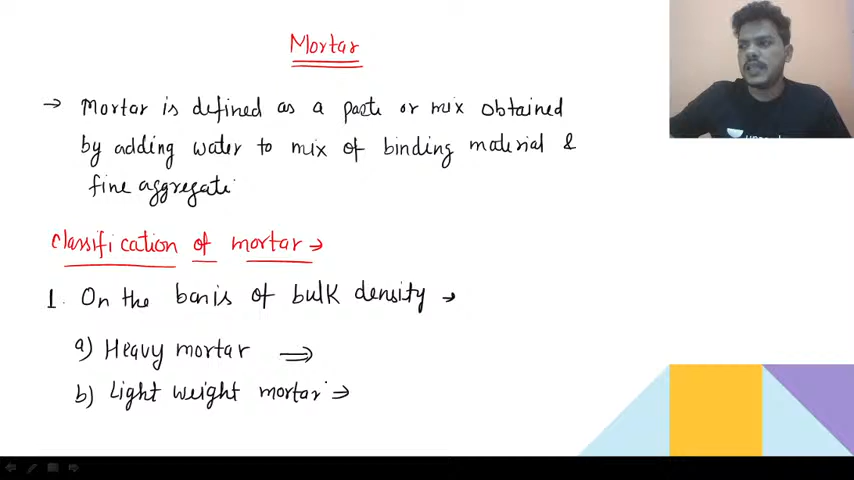 Mortar
→ Mortar is defined as a paste or mix obtained
by adding water to mix of binding material &
fine aggregate
Classification of mortar →
1. On the basis of bulk density →
a) Heavy mortar ⇒
b) Light weight mortar ⇒